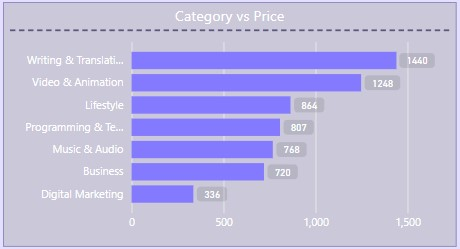 Category vs Price
Writing & Translati... 1440
Video & Animation 1248
Lifestyle 864
Programming & Te... 807
Music & Audio 768
Business 720
Digital Marketing 336
0 500 1,000 1,500